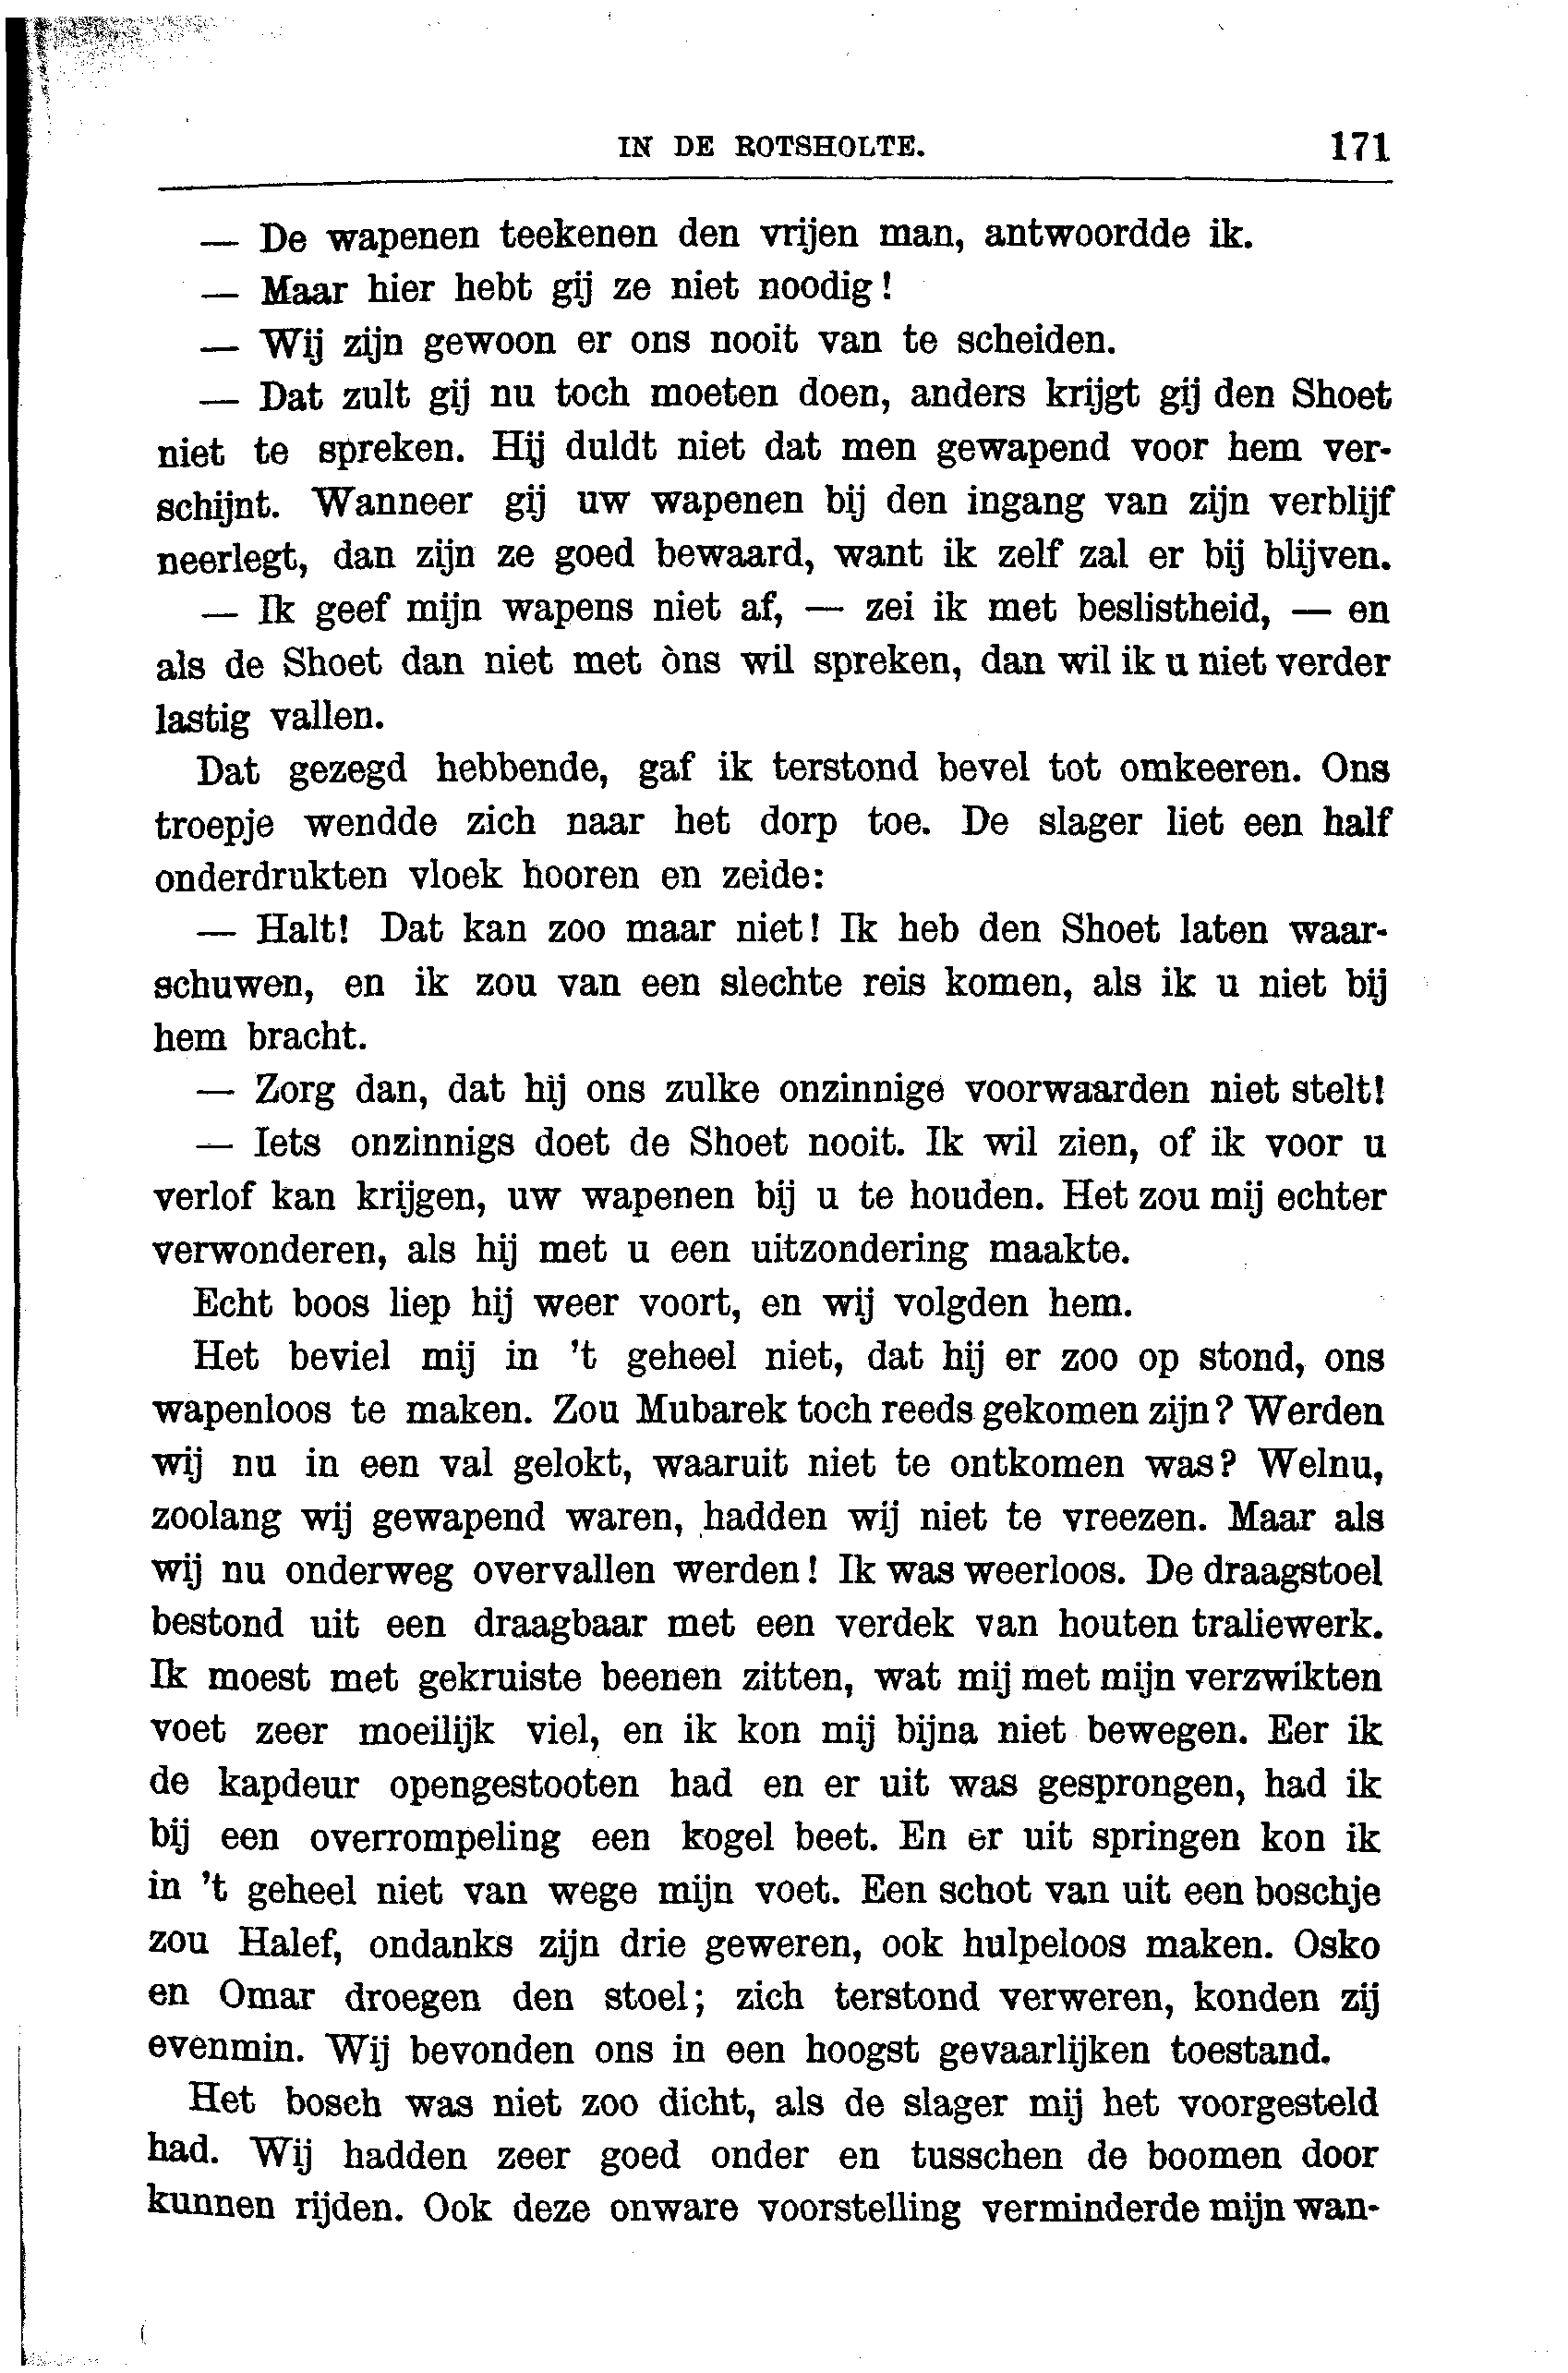 IN DE ROTSHOLTE. 171
— De wapenen teekenen den vrijen man, antwoordde ik.
— Maar hier hebt gij ze niet noodig!
— Wij zijn gewoon er ons nooit van te scheiden.
— Dat zult gij nu toch moeten doen, anders krijgt gij den Shoet
niet te spreken. Hij duldt niet dat men gewapend voor hem ver-
schijnt. Wanneer gij uw wapenen bij den ingang van zijn verblijf
neerlegt, dan zijn ze goed bewaard, want ik zelf zal er bij blijven.
— Ik geef mijn wapens niet af, — zei ik met beslistheid, — en
als de Shoet dan niet met òns wil spreken, dan wil ik u niet verder
lastig vallen.
Dat gezegd hebbende, gaf ik terstond bevel tot omkeeren. Ons
troepje wendde zich naar het dorp toe. De slager liet een half
onderdrukten vloek hooren en zeide:
— Halt! Dat kan zoo maar niet! Ik heb den Shoet laten waar-
schuwen, en ik zou van een slechte reis komen, als ik u niet bij
hem bracht.
— Zorg dan, dat hij ons zulke onzinnige voorwaarden niet stelt!
— Iets onzinnigs doet de Shoet nooit. Ik wil zien, of ik voor u
verlof kan krijgen, uw wapenen bij u te houden. Het zou mij echter
verwonderen, als hij met u een uitzondering maakte.
Echt boos liep hij weer voort, en wij volgden hem.
Het beviel mij in 't geheel niet, dat hij er zoo op stond, ons
wapenloos te maken. Zou Mubarek toch reeds gekomen zijn? Werden
wij nu in een val gelokt, waaruit niet te ontkomen was? Welnu,
zoolang wij gewapend waren, hadden wij niet te vreezen. Maar als
wij nu onderweg overvallen werden! Ik was weerloos. De draagstoel
bestond uit een draagbaar met een verdek van houten traliewerk.
Ik moest met gekruiste beenen zitten, wat mij met mijn verzwikten
voet zeer moeilijk viel, en ik kon mij bijna niet bewegen. Eer ik
de kapdeur opengestooten had en er uit was gesprongen, had ik
bij een overrompeling een kogel beet. En er uit springen kon ik
in 't geheel niet van wege mijn voet. Een schot van uit een boschje
zou Halef, ondanks zijn drie geweren, ook hulpeloos maken. Osko
en Omar droegen den stoel; zich terstond verweren, konden zij
evenmin. Wij bevonden ons in een hoogst gevaarlijken toestand.
Het bosch was niet zoo dicht, als de slager mij het voorgesteld
had. Wij hadden zeer goed onder en tusschen de boomen door
kunnen rijden. Ook deze onware voorstelling verminderde mijn wan-